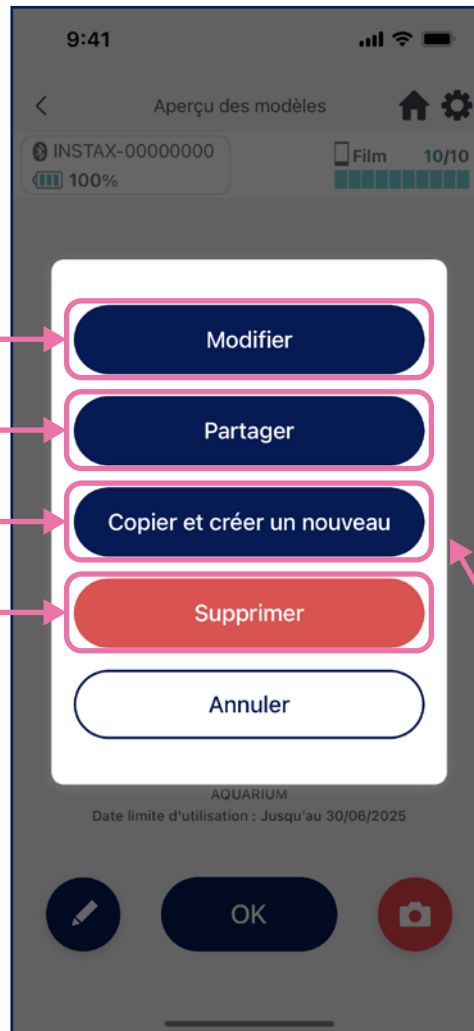 9:41
Aperçu des modèles
INSTAX-00000000
Film 10/10
100%
Modifier
Partager
Copier et créer un nouveau
Supprimer
Annuler
AQUARIUM
Date limite d'utilisation : Jusqu'au 30/06/2025
OK